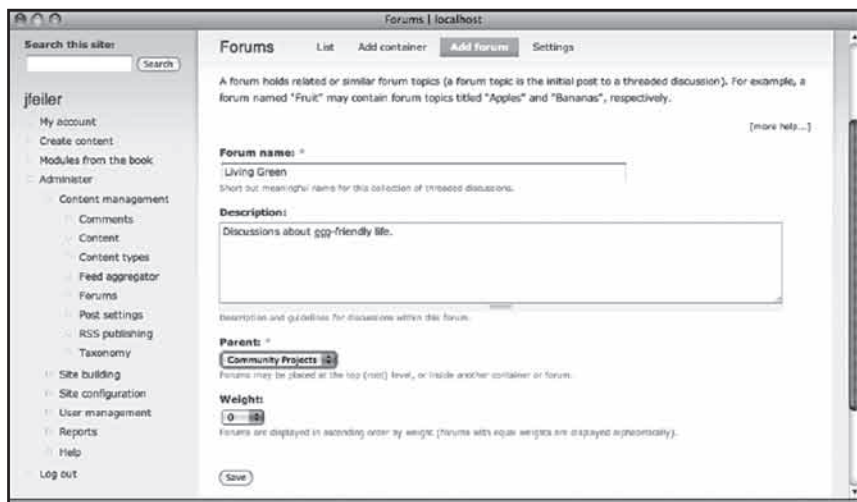 Forums | localhost
Search this site:
Search
jfeiler
My account
Create content
Modules from the book
Administer
Content management
Comments
Content
Content types
Feed aggregator
Forums
Post settings
RSS publishing
Taxonomy
Site building
Site configuration
User management
Reports
Help
Log out
Forums List Add container Add forum Settings
A forum holds related or similar forum topics (a forum topic is the initial post to a threaded discussion). For example, a
forum named "Fruit" may contain forum topics titled "Apples" and "Bananas", respectively.
[more help...]
Forum name: *
Living Green
Short but meaningful name for this collection of threaded discussions.
Description:
Discussions about eco-friendly life.
Description and guidelines for discussions within this forum.
Parent: *
Community Projects
Forums may be placed at the top (root) level, or inside another container or forum.
Weight:
0
Forums are displayed in ascending order by weight (forums with equal weights are displayed alphabetically).
Save